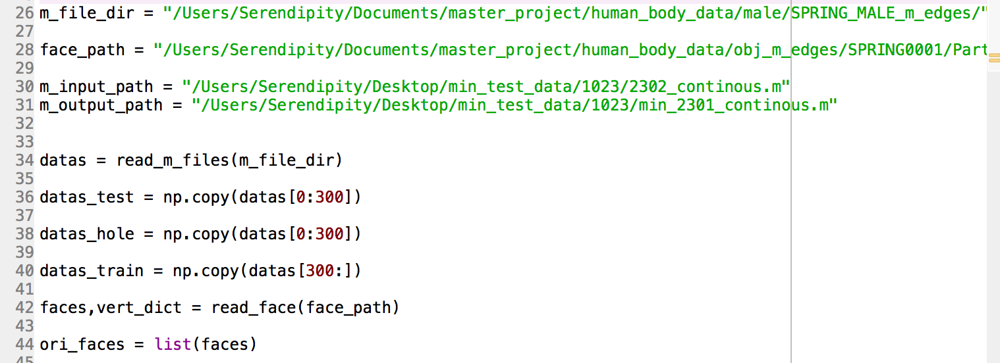 26 m_file_dir = "/Users/Serendipity/Documents/master_project/human_body_data/male/SPRING_MALE_m_edges/"
27
28 face_path = "/Users/Serendipity/Documents/master_project/human_body_data/obj_m_edges/SPRING0001/Part
29
30 m_input_path = "/Users/Serendipity/Desktop/min_test_data/1023/2302_continous.m"
31 m_output_path = "/Users/Serendipity/Desktop/min_test_data/1023/min_2301_continous.m"
32
33
34 datas = read_m_files(m_file_dir)
35
36 datas_test = np.copy(datas[0:300])
37
38 datas_hole = np.copy(datas[0:300])
39
40 datas_train = np.copy(datas[300:])
41
42 faces,vert_dict = read_face(face_path)
43
44 ori_faces = list(faces)
45